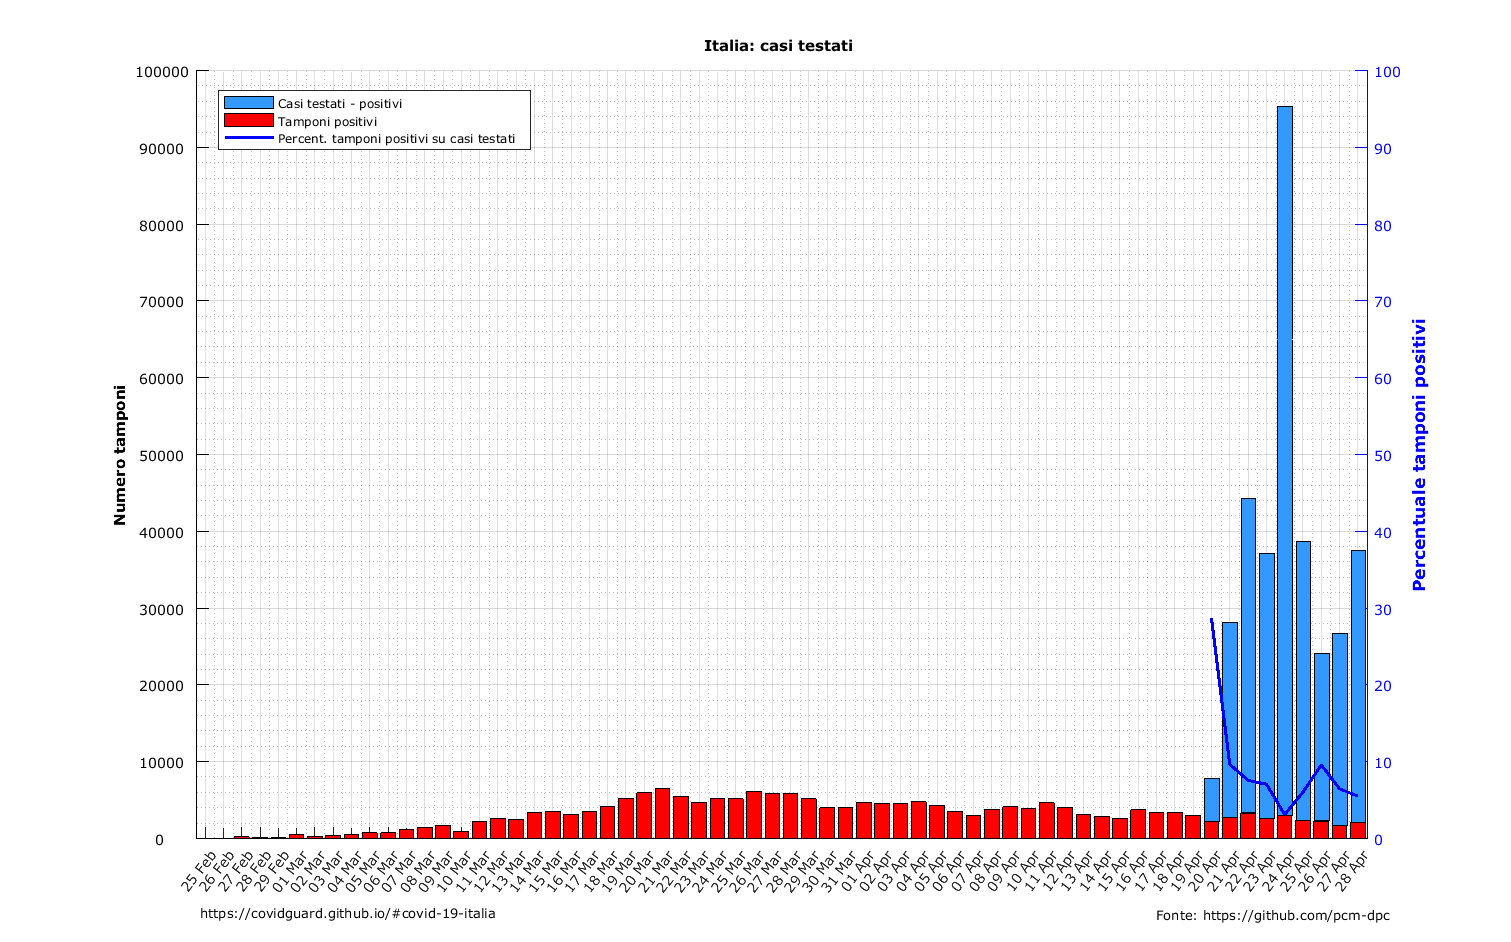 Italia: casi testati
100000
90000
80000
70000
60000
50000
40000
30000
20000
10000
0
Numero tamponi
Casi testati - positivi
Tamponi positivi
Percent. tamponi positivi su casi testati
100
90
80
70
60
50
40
30
20
10
0
Percentuale tamponi positivi
25 Feb
26 Feb
27 Feb
28 Feb
29 Feb
01 Mar
02 Mar
03 Mar
04 Mar
05 Mar
06 Mar
07 Mar
08 Mar
09 Mar
10 Mar
11 Mar
12 Mar
13 Mar
14 Mar
15 Mar
16 Mar
17 Mar
18 Mar
19 Mar
20 Mar
21 Mar
22 Mar
23 Mar
24 Mar
25 Mar
26 Mar
27 Mar
28 Mar
29 Mar
30 Mar
31 Mar
01 Apr
02 Apr
03 Apr
04 Apr
05 Apr
06 Apr
07 Apr
08 Apr
09 Apr
10 Apr
11 Apr
12 Apr
13 Apr
14 Apr
15 Apr
16 Apr
17 Apr
18 Apr
19 Apr
20 Apr
21 Apr
22 Apr
23 Apr
24 Apr
25 Apr
26 Apr
27 Apr
28 Apr
https://covidguard.github.io/#covid-19-italia
Fonte: https://github.com/pcm-dpc